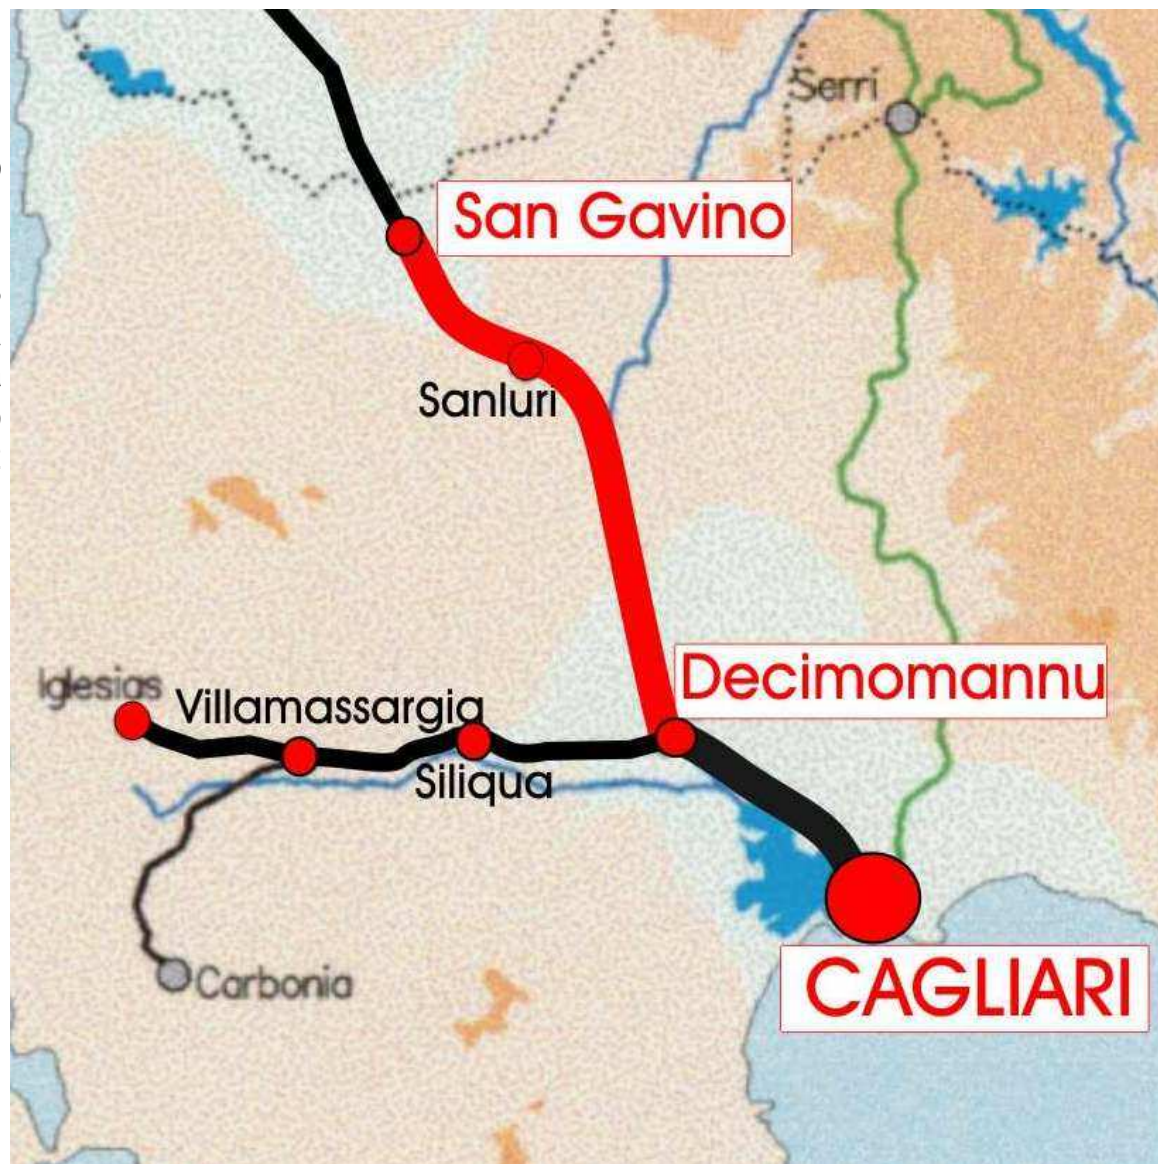 Serri
San Gavino
Sanluri
Decimomannu
Iglesias
Villamassargia
Siliqua
Carbonia
CAGLIARI